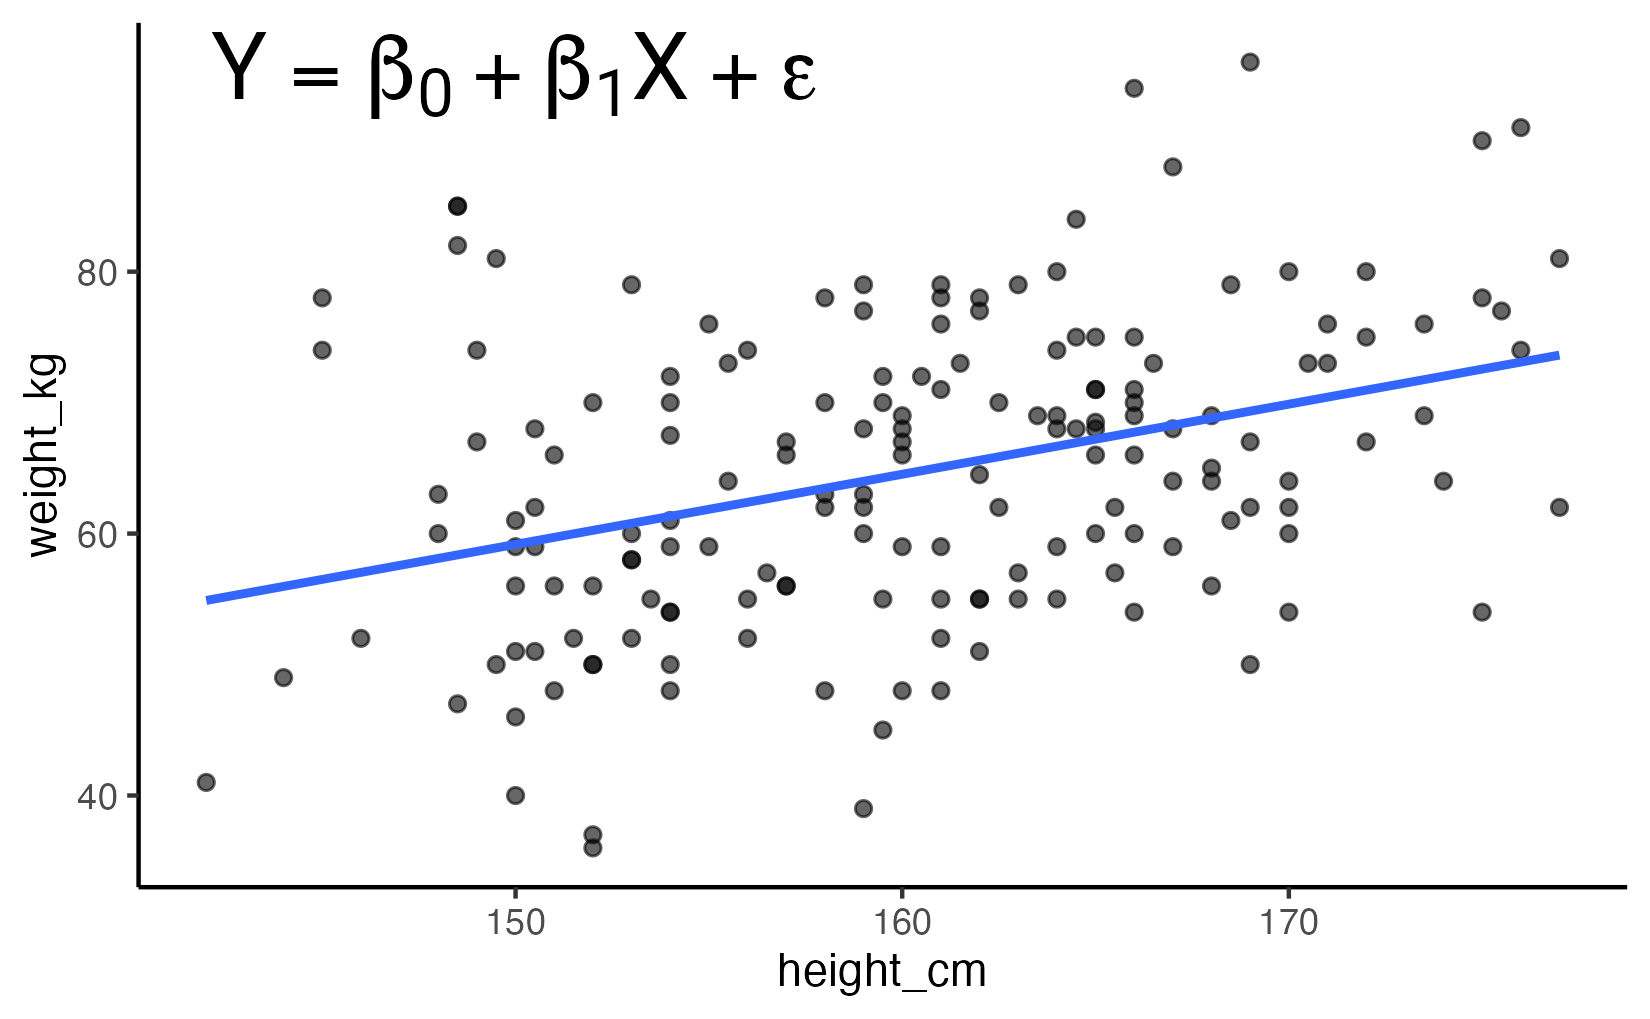 Y = β₀ + β₁X + ε
80
60
40
weight_kg
150 160 170
height_cm